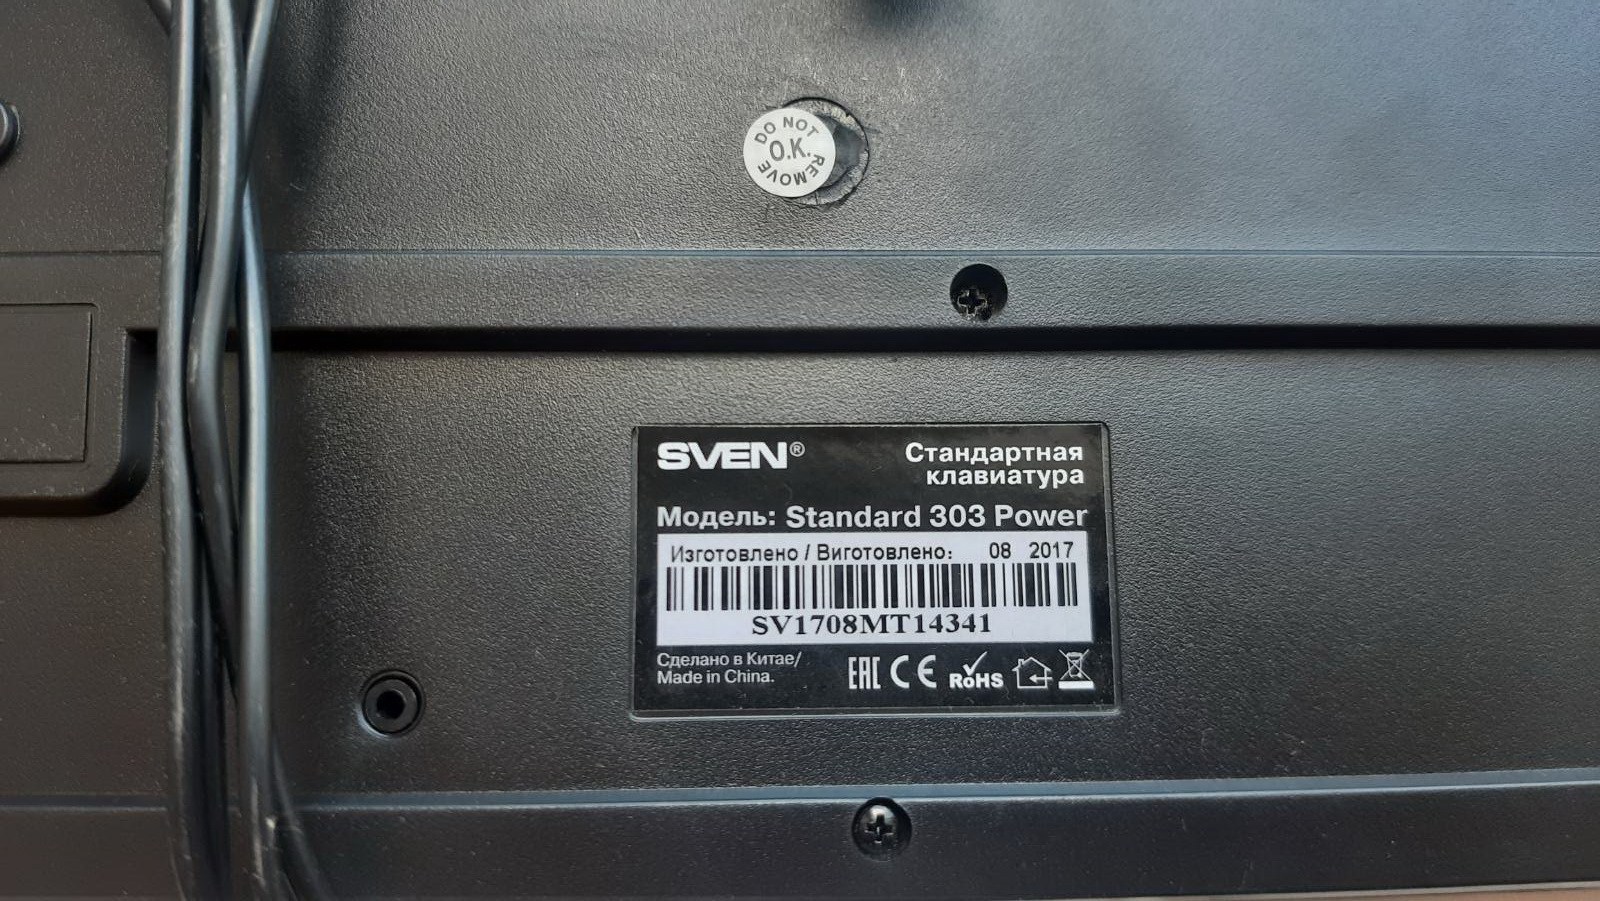 DO NOT REMOVE
O.K.
SVEN®
Стандартная
клавиатура
Модель: Standard 303 Power
Изготовлено / Виготовлено: 08 2017
SV1708MT14341
Сделано в Китае/
Made in China.
EAC CE RoHS